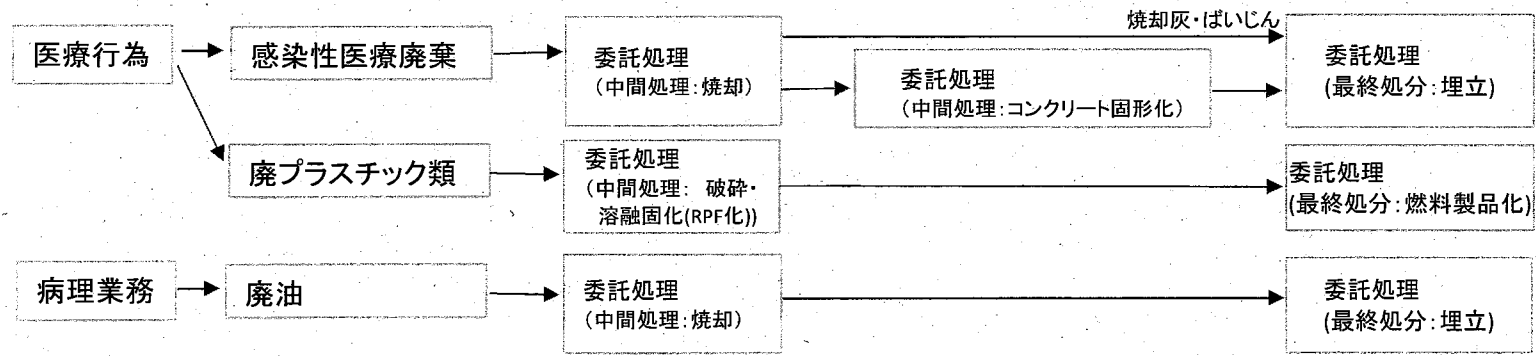 医療行為
感染性医療廃棄
委託処理
(中間処理:焼却)
焼却灰・ばいじん
委託処理
(中間処理:コンクリート固形化)
委託処理
(最終処分:埋立)
廃プラスチック類
委託処理
(中間処理: 破砕・
溶融固化(RPF化))
委託処理
(最終処分:燃料製品化)
病理業務
廃油
委託処理
(中間処理:焼却)
委託処理
(最終処分:埋立)